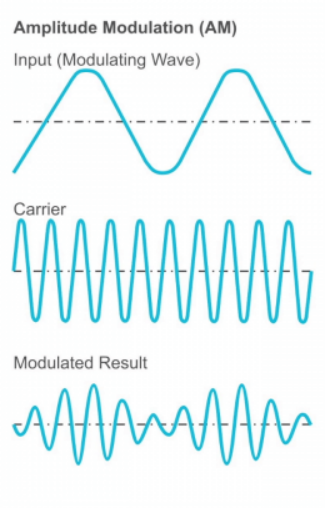 Amplitude Modulation (AM)
Input (Modulating Wave)
Carrier
Modulated Result